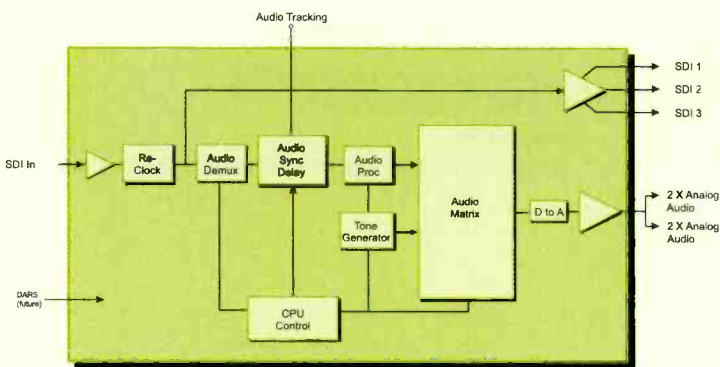 Audio Tracking
SDI 1
SDI 2
SDI 3
SDI In
Re-
Clock
Audio
Demux
Audio
Sync
Delay
Audio
Proc
Audio
Matrix
Tone
Generator
D to A
2 X Analog
Audio
2 X Analog
Audio
DARS
(future)
CPU
Control